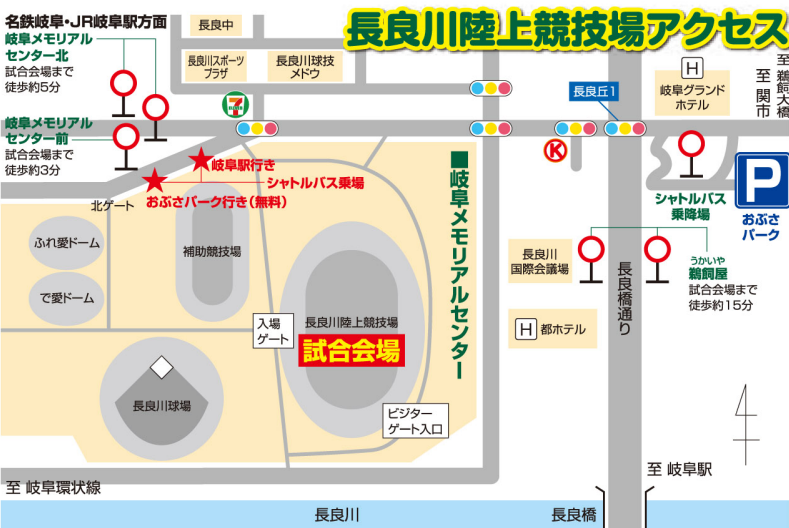 長良川陸上競技場アクセス
名鉄岐阜・JR岐阜駅方面
岐阜メモリアル
センター北
試合会場まで
徒歩約5分
岐阜メモリアル
センター前
試合会場まで
徒歩約3分
長良中
長良川スポーツ
プラザ
長良川球技
メドウ
7
ELEVEN
長良丘1
H
岐阜グランド
ホテル
至 関市
至 鵜飼大橋
K
岐阜駅行き
シャトルバス乗場
おぶさパーク行き(無料)
北ゲート
シャトルバス
乗降場
P
おぶさ
パーク
■岐阜メモリアルセンター
ふれ愛ドーム
で愛ドーム
補助競技場
長良川
国際会議場
長良橋通り
うかいや
鵜飼屋
試合会場まで
徒歩約15分
入場
ゲート
長良川陸上競技場
試合会場
H
都ホテル
長良川球場
ビジター
ゲート入口
至 岐阜環状線
至 岐阜駅
長良川
長良橋